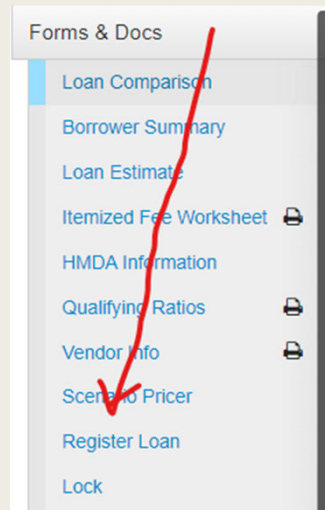 Forms & Docs
Loan Comparison
Borrower Summary
Loan Estimate
Itemized Fee Worksheet
HMDA Information
Qualifying Ratios
Vendor Info
Scenario Pricer
Register Loan
Lock